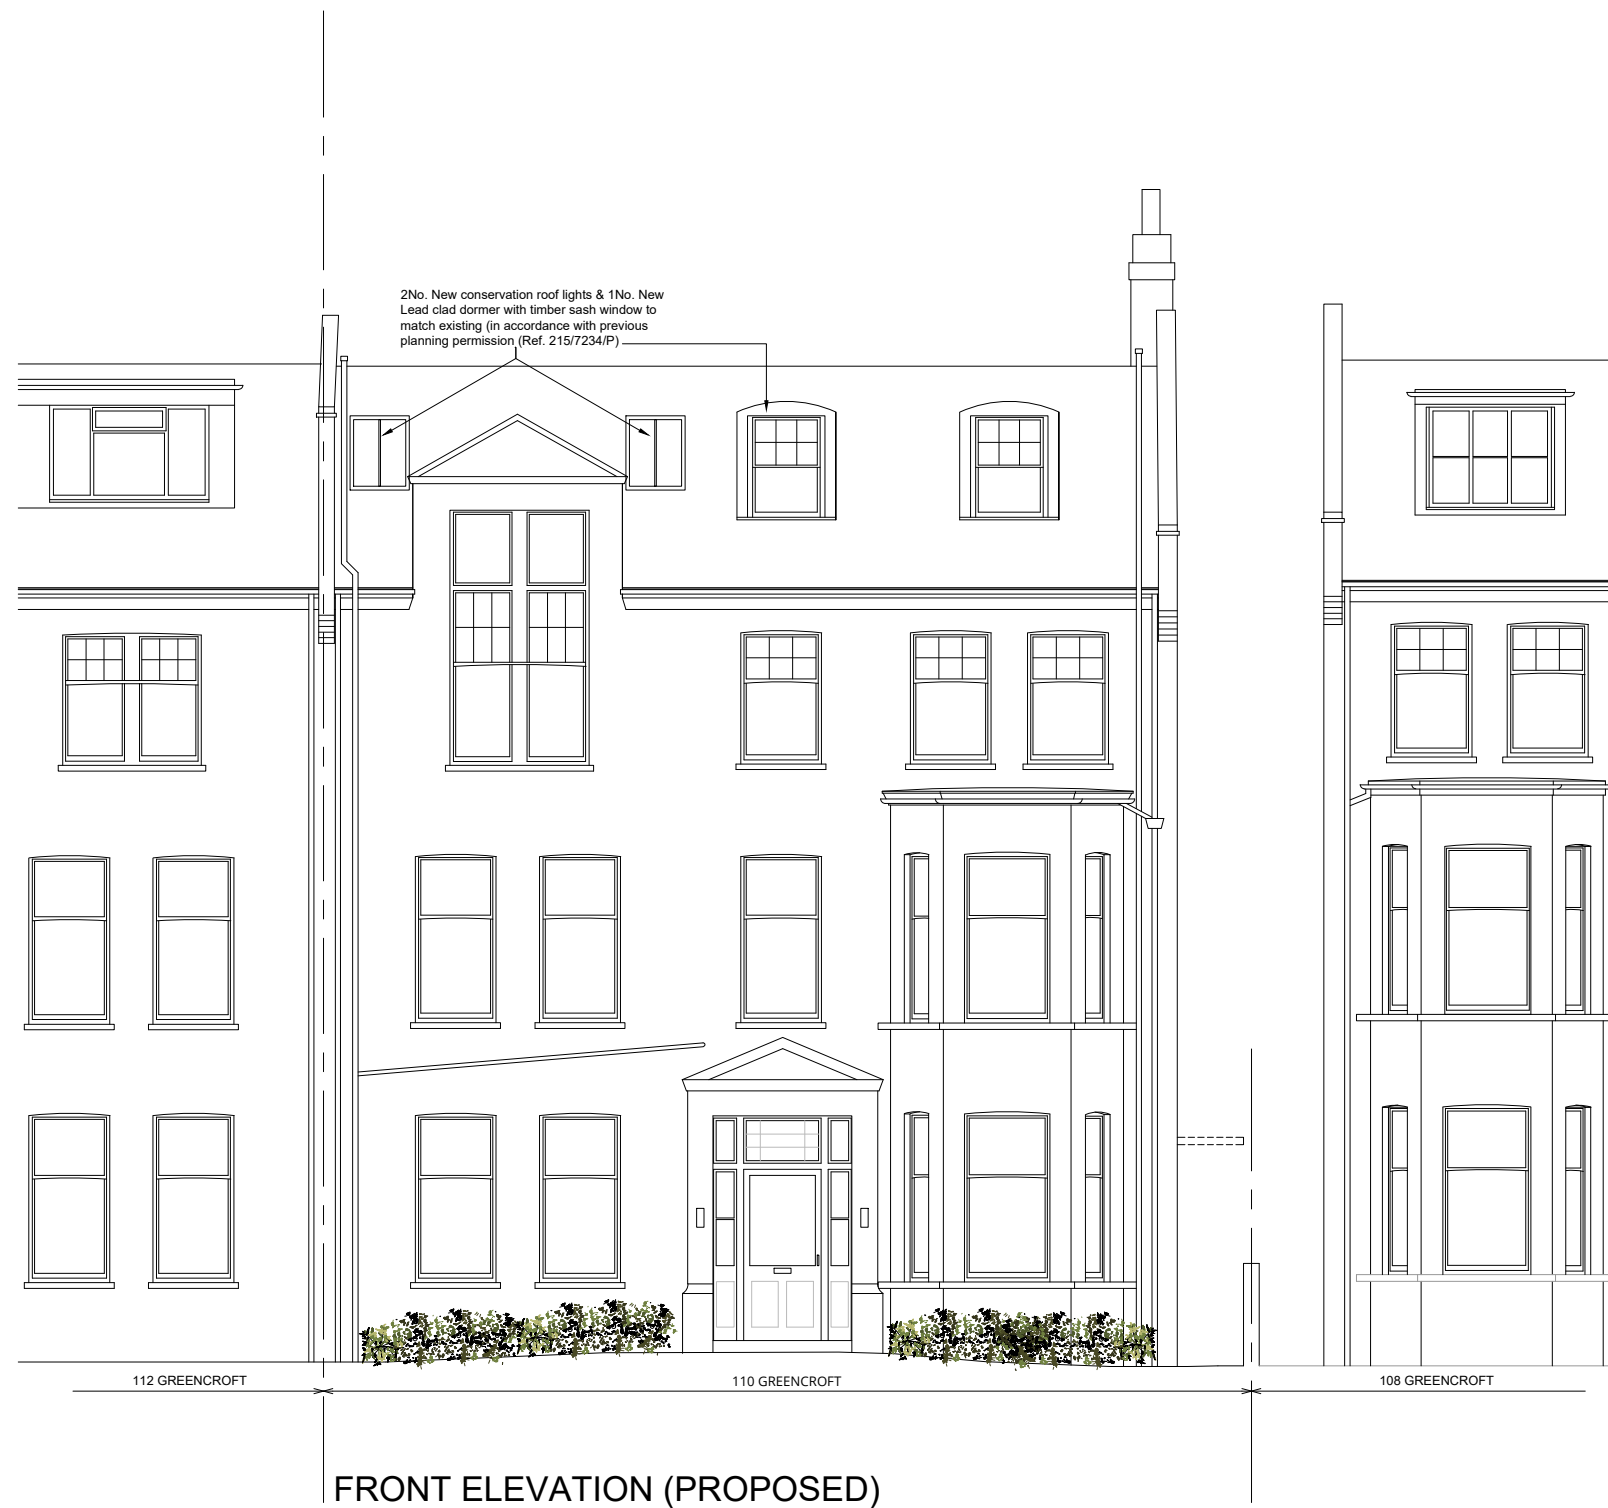 2No. New conservation roof lights & 1No. New
Lead clad dormer with timber sash window to
match existing (in accordance with previous
planning permission (Ref. 215/7234/P)
112 GREENCROFT
110 GREENCROFT
108 GREENCROFT
FRONT ELEVATION (PROPOSED)